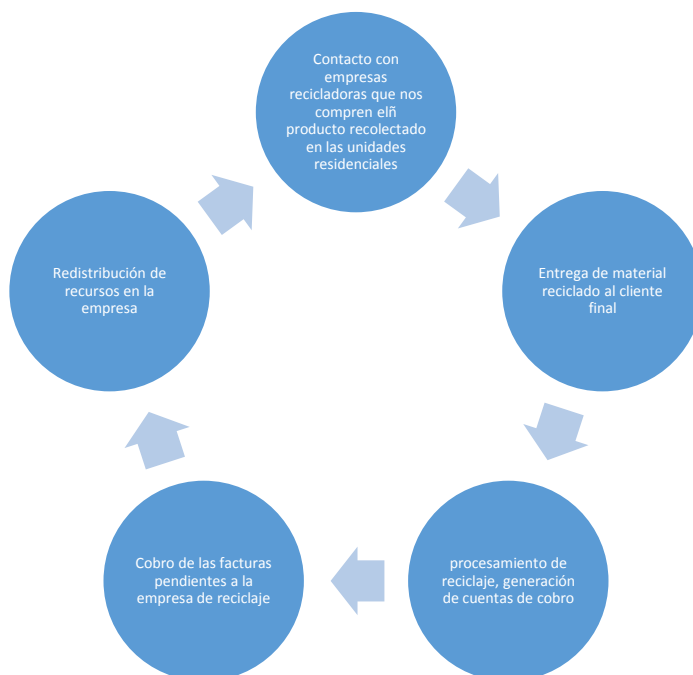 Contacto con
empresas
recicladoras que nos
compren elñ
producto recolectado
en las unidades
residenciales
Entrega de material
reciclado al cliente
final
procesamiento de
reciclaje, generación
de cuentas de cobro
Cobro de las facturas
pendientes a la
empresa de reciclaje
Redistribución de
recursos en la
empresa